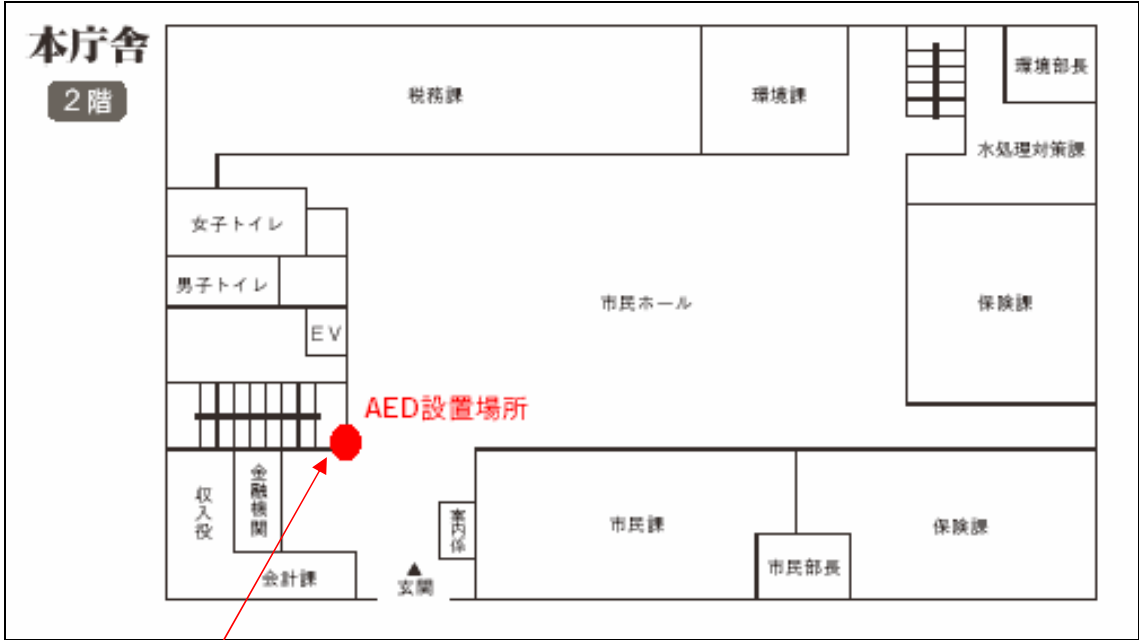 本庁舎
2階
税務課
環境課
環境部長
水処理対策課
女子トイレ
男子トイレ
EV
市民ホール
保険課
AED設置場所
収入役
金融機関
会計課
案内係
玄関
市民課
市民部長
保険課